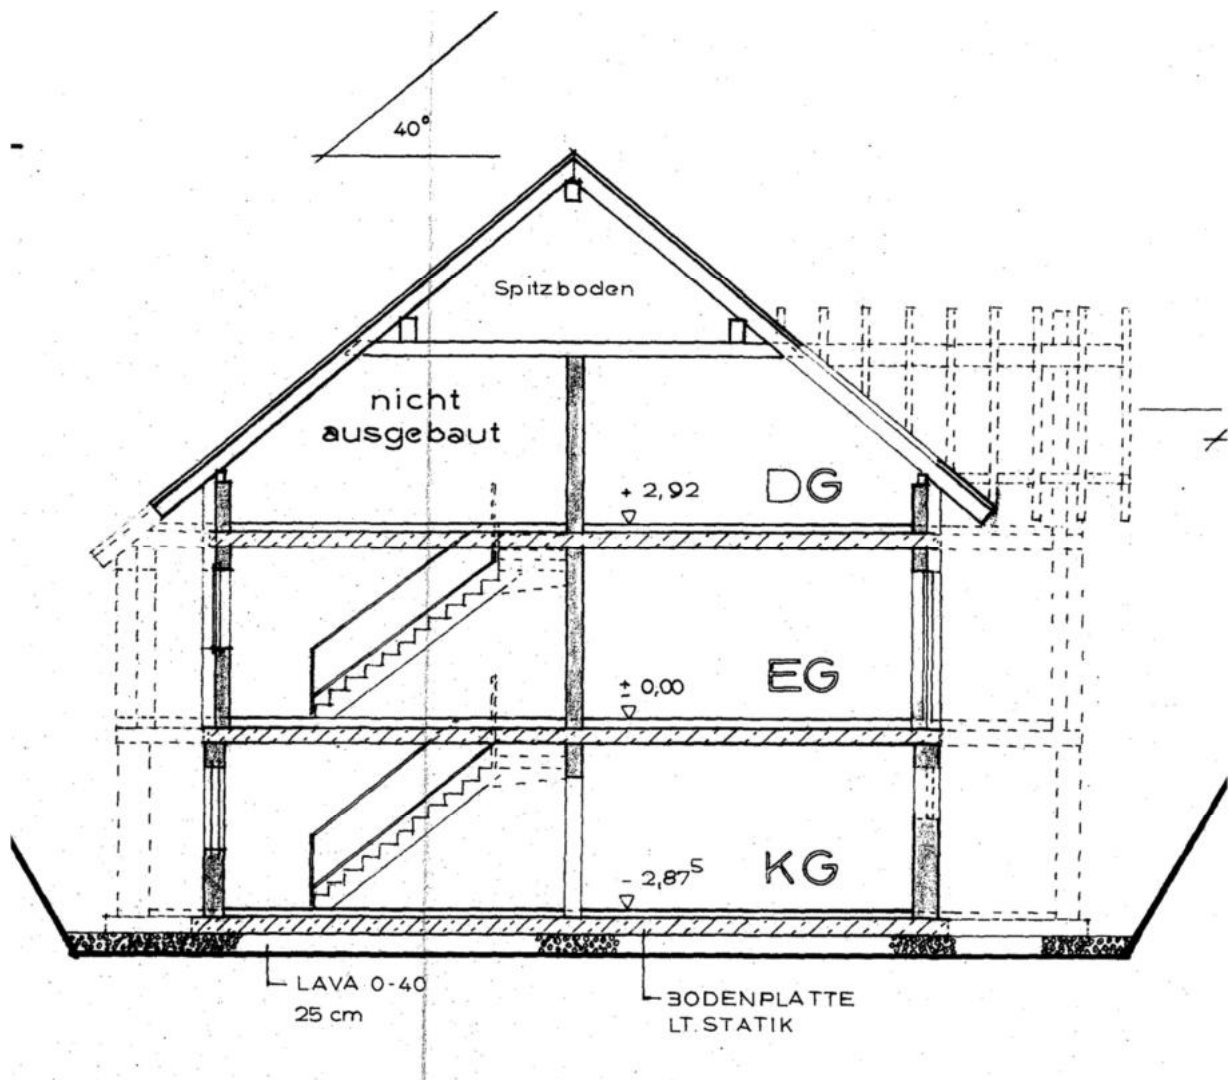 40°
Spitzboden
nicht
ausgebaut
+ 2,92
DG
± 0,00
EG
- 2,87⁵
KG
LAVA 0-40
25 cm
BODENPLATTE
LT. STATIK